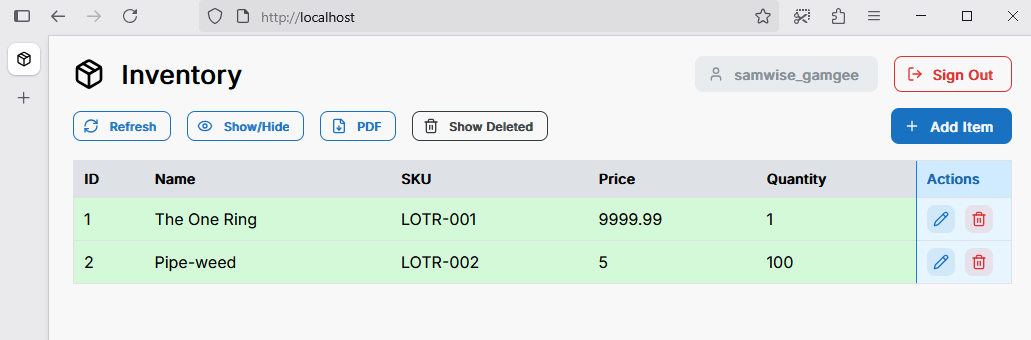 http://localhost
Inventory
samwise_gamgee
Sign Out
Refresh
Show/Hide
PDF
Show Deleted
Add Item
ID Name SKU Price Quantity Actions
1 The One Ring LOTR-001 9999.99 1
2 Pipe-weed LOTR-002 5 100